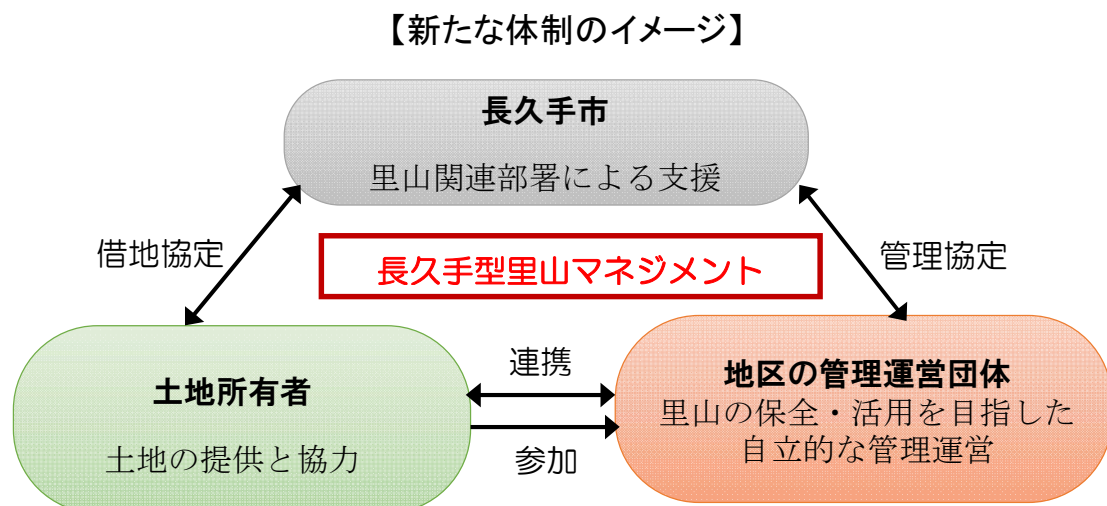 【新たな体制のイメージ】
長久手市
里山関連部署による支援
借地協定
長久手型里山マネジメント
管理協定
土地所有者
土地の提供と協力
連携
参加
地区の管理運営団体
里山の保全・活用を目指した
自立的な管理運営